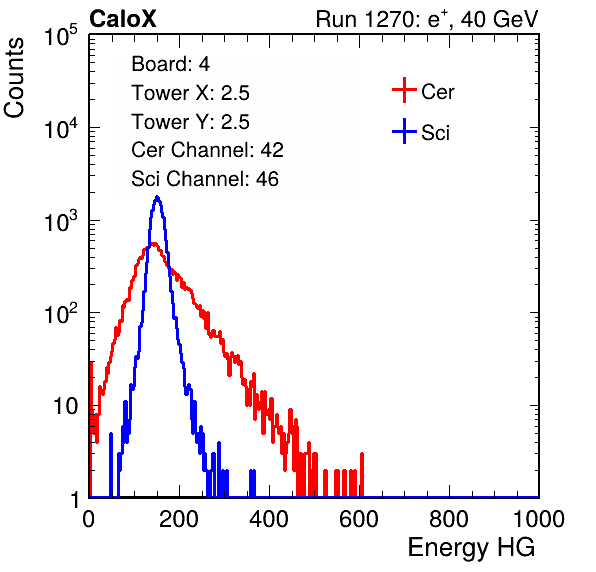 CaloX Run 1270: e⁺, 40 GeV
Counts
10⁵
10⁴
10³
10²
10
1
Board: 4
Tower X: 2.5
Tower Y: 2.5
Cer Channel: 42
Sci Channel: 46
Cer
Sci
0 200 400 600 800 1000
Energy HG